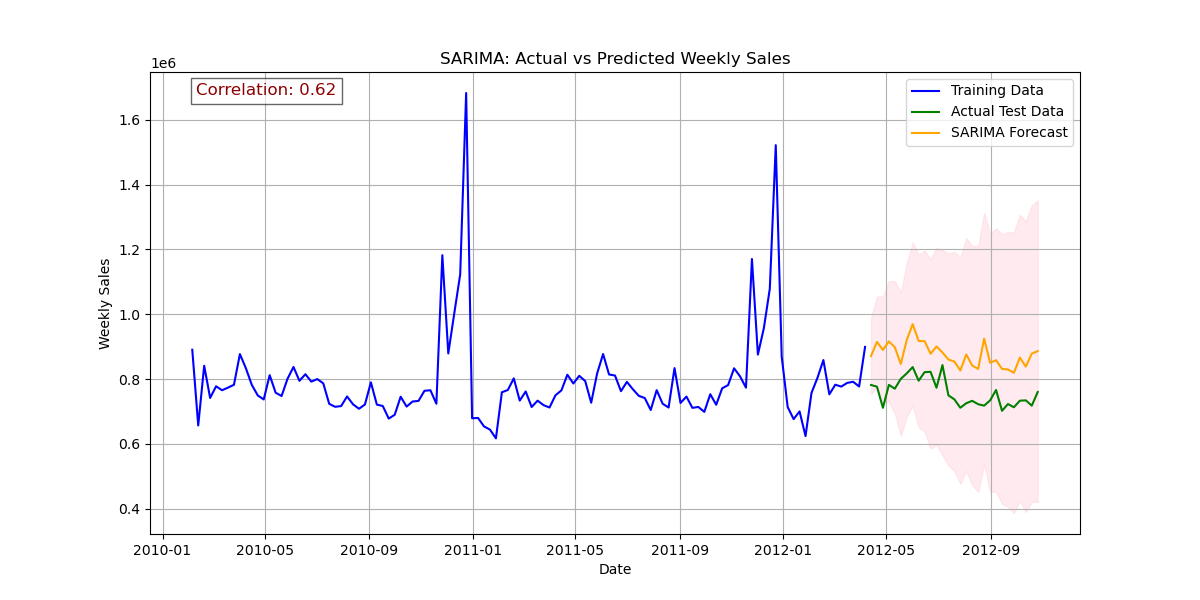 SARIMA: Actual vs Predicted Weekly Sales
1e6
Correlation: 0.62
Training Data
Actual Test Data
SARIMA Forecast
1.6
1.4
1.2
1.0
0.8
0.6
0.4
Weekly Sales
2010-01 2010-05 2010-09 2011-01 2011-05 2011-09 2012-01 2012-05 2012-09
Date